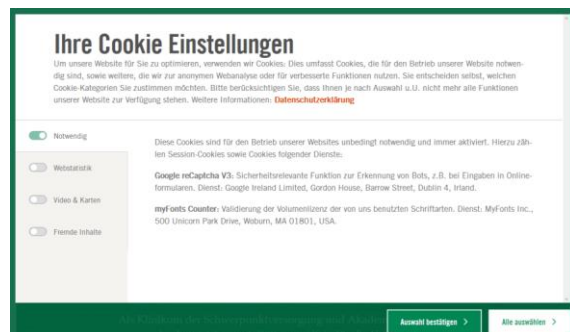 Ihre Cookie Einstellungen
Um unsere Website für Sie zu optimieren, verwenden wir Cookies: Dies umfasst Cookies, die für den Betrieb unserer Website notwen-
dig sind, sowie weitere, die wir zur anonymen Webanalyse oder für verbesserte Funktionen nutzen. Sie entscheiden selbst, welchen
Cookie-Kategorien Sie zustimmen möchten. Bitte berücksichtigen Sie, dass Ihnen je nach Auswahl u.U. nicht mehr alle Funktionen
unserer Website zur Verfügung stehen. Weitere Informationen: Datenschutzerklärung
Notwendig
Webstatistik
Video & Karten
Fremde Inhalte
Diese Cookies sind für den Betrieb unserer Websites unbedingt notwendig und immer aktiviert. Hierzu zäh-
len Session-Cookies sowie Cookies folgender Dienste:
Google reCaptcha V3: Sicherheitsrelevante Funktion zur Erkennung von Bots, z.B. bei Eingaben in Online-
formularen. Dienst: Google Ireland Limited, Gordon House, Barrow Street, Dublin 4, Irland.
myFonts Counter: Validierung der Volumenlizenz der von uns benutzten Schriftarten. Dienst: MyFonts Inc.,
500 Unicorn Park Drive, Woburn, MA 01801, USA.
Als Klinikum der Schwerpunktversorgung und
Auswahl bestätigen
Alle auswählen